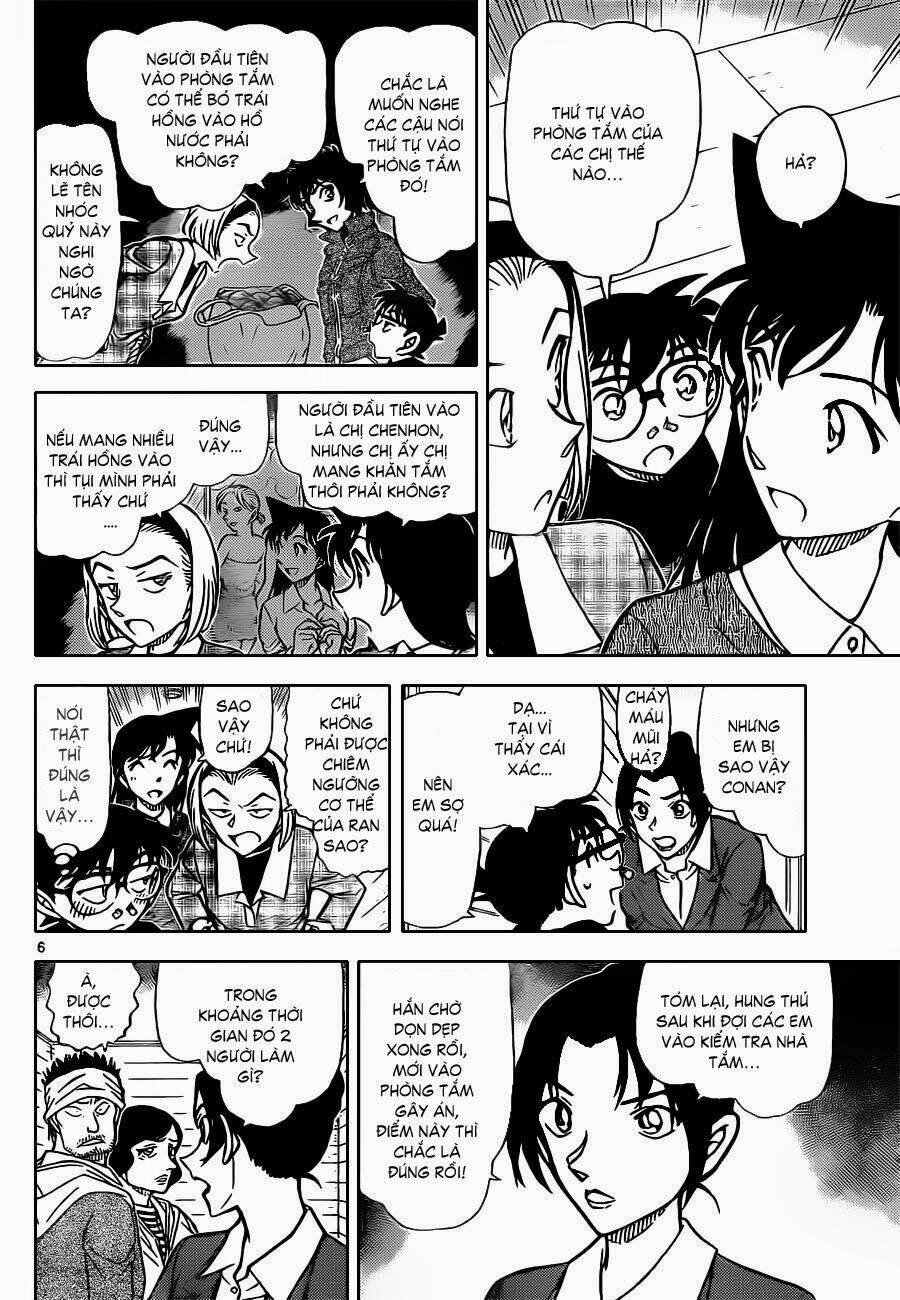 HẢ?
THỨ TỰ VÀO
PHÒNG TẮM CỦA
CÁC CHỊ THẾ
NÀO...
CHẮC LÀ
MUỐN NGHE
CÁC CẬU NÓI
THỨ TỰ VÀO
PHÒNG TẮM
ĐÓ!
NGƯỜI ĐẦU TIÊN
VÀO PHÒNG TẮM
CÓ THỂ BỎ TRÁI
HỒNG VÀO HỒ
NƯỚC PHẢI
KHÔNG?
KHÔNG
LẼ TÊN
NHÓC
QUỶ NÀY
NGHI
NGỜ
CHÚNG
TA?
NGƯỜI ĐẦU TIÊN VÀO
LÀ CHỊ CHENHON,
NHƯNG CHỊ ẤY CHỊ
MANG KHĂN TẮM
THÔI PHẢI KHÔNG?
ĐÚNG
VẬY...
NẾU MANG NHIỀU
TRÁI HỒNG VÀO
THÌ TỤI MÌNH PHẢI
THẤY CHỨ
....
NHƯNG
EM BỊ
SAO VẬY
CONAN?
CHẢY
MÁU
MŨI
HẢ?
DẠ...
TẠI VÌ
THẤY CÁI
XÁC...
NÊN
EM SỢ
QUÁ!
CHỨ
KHÔNG
PHẢI ĐƯỢC
CHIÊM
NGƯỠNG
CƠ THỂ
CỦA RAN
SAO?
SAO
VẬY
CHỨ!
NÓI
THẬT
THÌ
ĐÚNG
LÀ
VẬY...
6
TÓM LẠI, HUNG THỦ
SAU KHI ĐỢI CÁC EM
VÀO KIỂM TRA NHÀ
TẮM...
HẮN CHỜ
DỌN DẸP
XONG RỒI,
MỚI VÀO
PHÒNG TẮM
GÂY ÁN,
ĐIỂM NÀY THÌ
CHẮC LÀ
ĐÚNG RỒI!
TRONG
KHOẢNG THỜI
GIAN ĐÓ 2
NGƯỜI LÀM
GÌ?
À,
ĐƯỢC
THÔI...